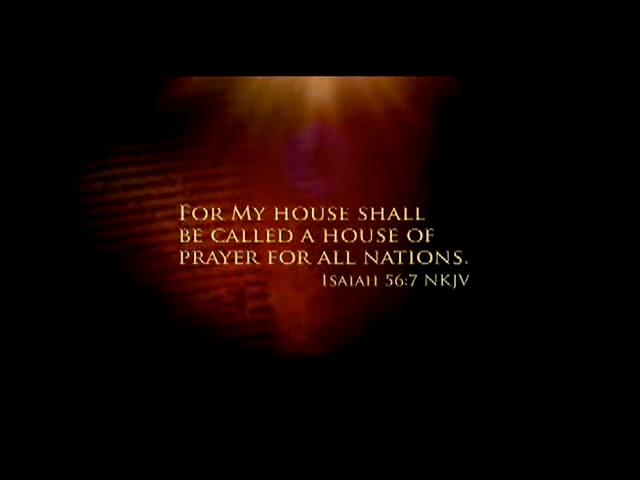 For My house shall
be called a house of
prayer for all nations.
Isaiah 56:7 NKJV